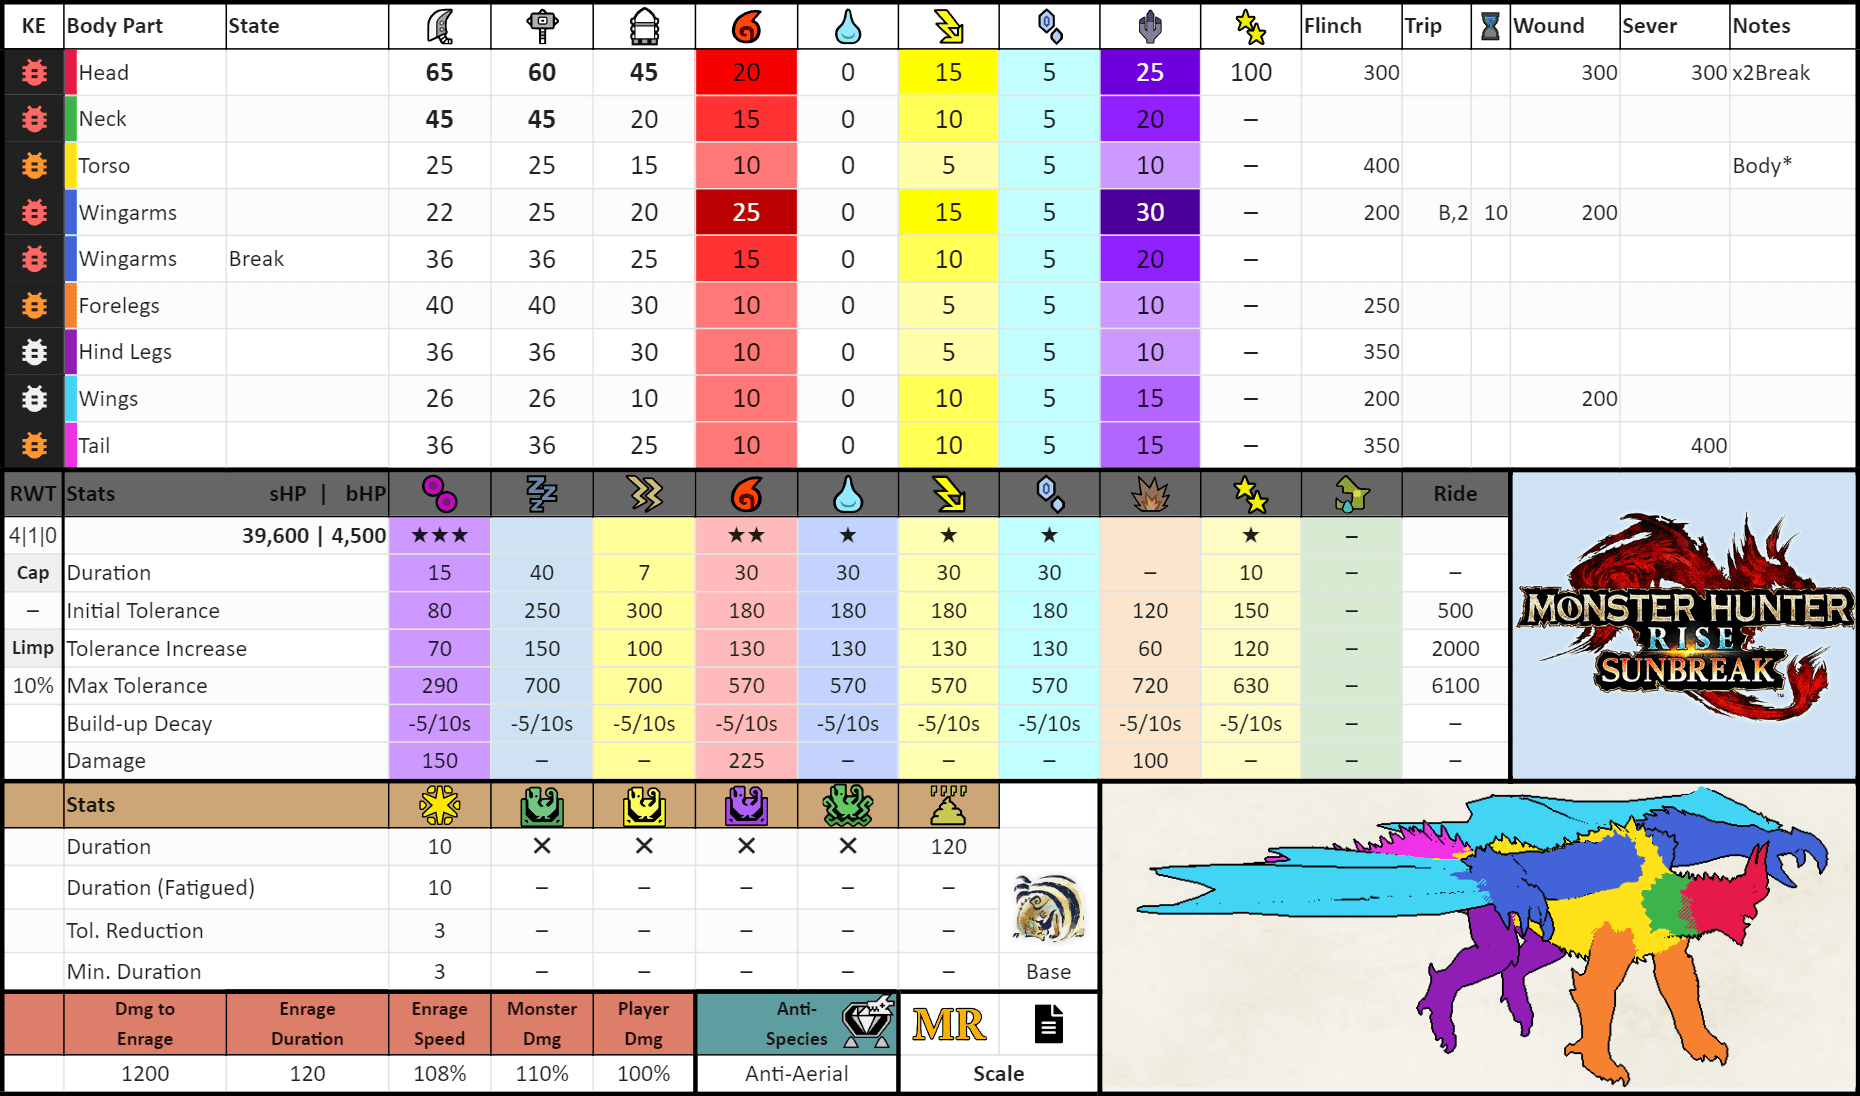 KE Body Part State Flinch Trip Wound Sever Notes
Head 65 60 45 20 0 15 5 25 100 300 300 300 x2Break
Neck 45 45 20 15 0 10 5 20 –
Torso 25 25 15 10 0 5 5 10 – 400 Body*
Wingarms 22 25 20 25 0 15 5 30 – 200 B,2 10 200
Wingarms Break 36 36 25 15 0 10 5 20 –
Forelegs 40 40 30 10 0 5 5 10 – 250
Hind Legs 36 36 30 10 0 5 5 10 – 350
Wings 26 26 10 10 0 10 5 15 – 200 200
Tail 36 36 25 10 0 10 5 15 – 350 400
RWT Stats sHP | bHP Ride
4|1|0 39,600 | 4,500 ★★★ ★★ ★ ★ ★ ★ –
Cap Duration 15 40 7 30 30 30 30 – 10 – –
– Initial Tolerance 80 250 300 180 180 180 180 120 150 – 500
Limp Tolerance Increase 70 150 100 130 130 130 130 60 120 – 2000
10% Max Tolerance 290 700 700 570 570 570 570 720 630 – 6100
Build-up Decay -5/10s -5/10s -5/10s -5/10s -5/10s -5/10s -5/10s -5/10s -5/10s – –
Damage 150 – – 225 – – – 100 – – –
MONSTER HUNTER
RISE
SUNBREAK
™
Stats
Duration 10 ✕ ✕ ✕ ✕ 120
Duration (Fatigued) 10 – – – – –
Tol. Reduction 3 – – – – –
Min. Duration 3 – – – – – Base
Dmg to Enrage Enrage Duration Enrage Speed Monster Dmg Player Dmg Anti-Species MR
1200 120 108% 110% 100% Anti-Aerial Scale